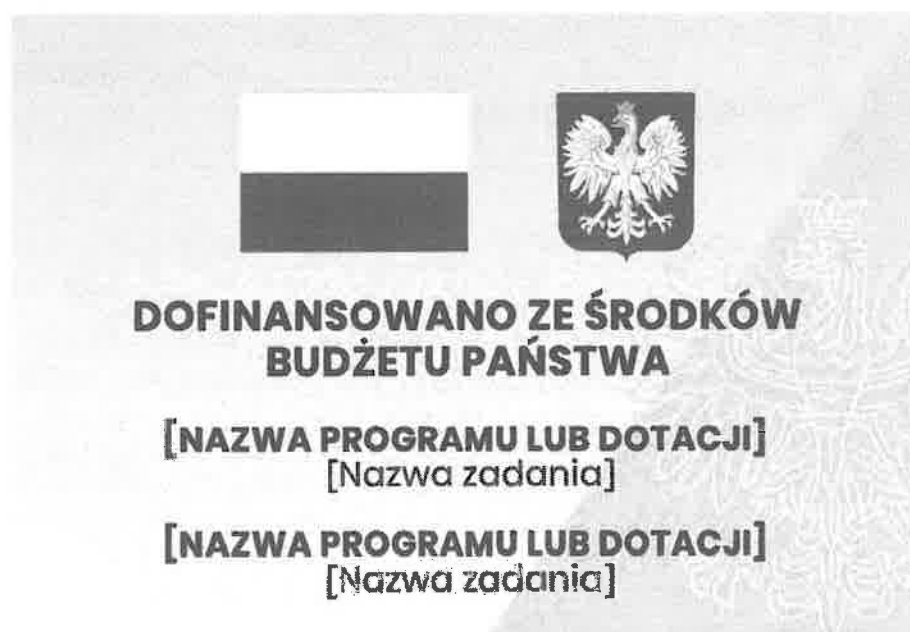 DOFINANSOWANO ZE ŚRODKÓW
BUDŻETU PAŃSTWA
[NAZWA PROGRAMU LUB DOTACJI]
[Nazwa zadania]
[NAZWA PROGRAMU LUB DOTACJI]
[Nazwa zadania]